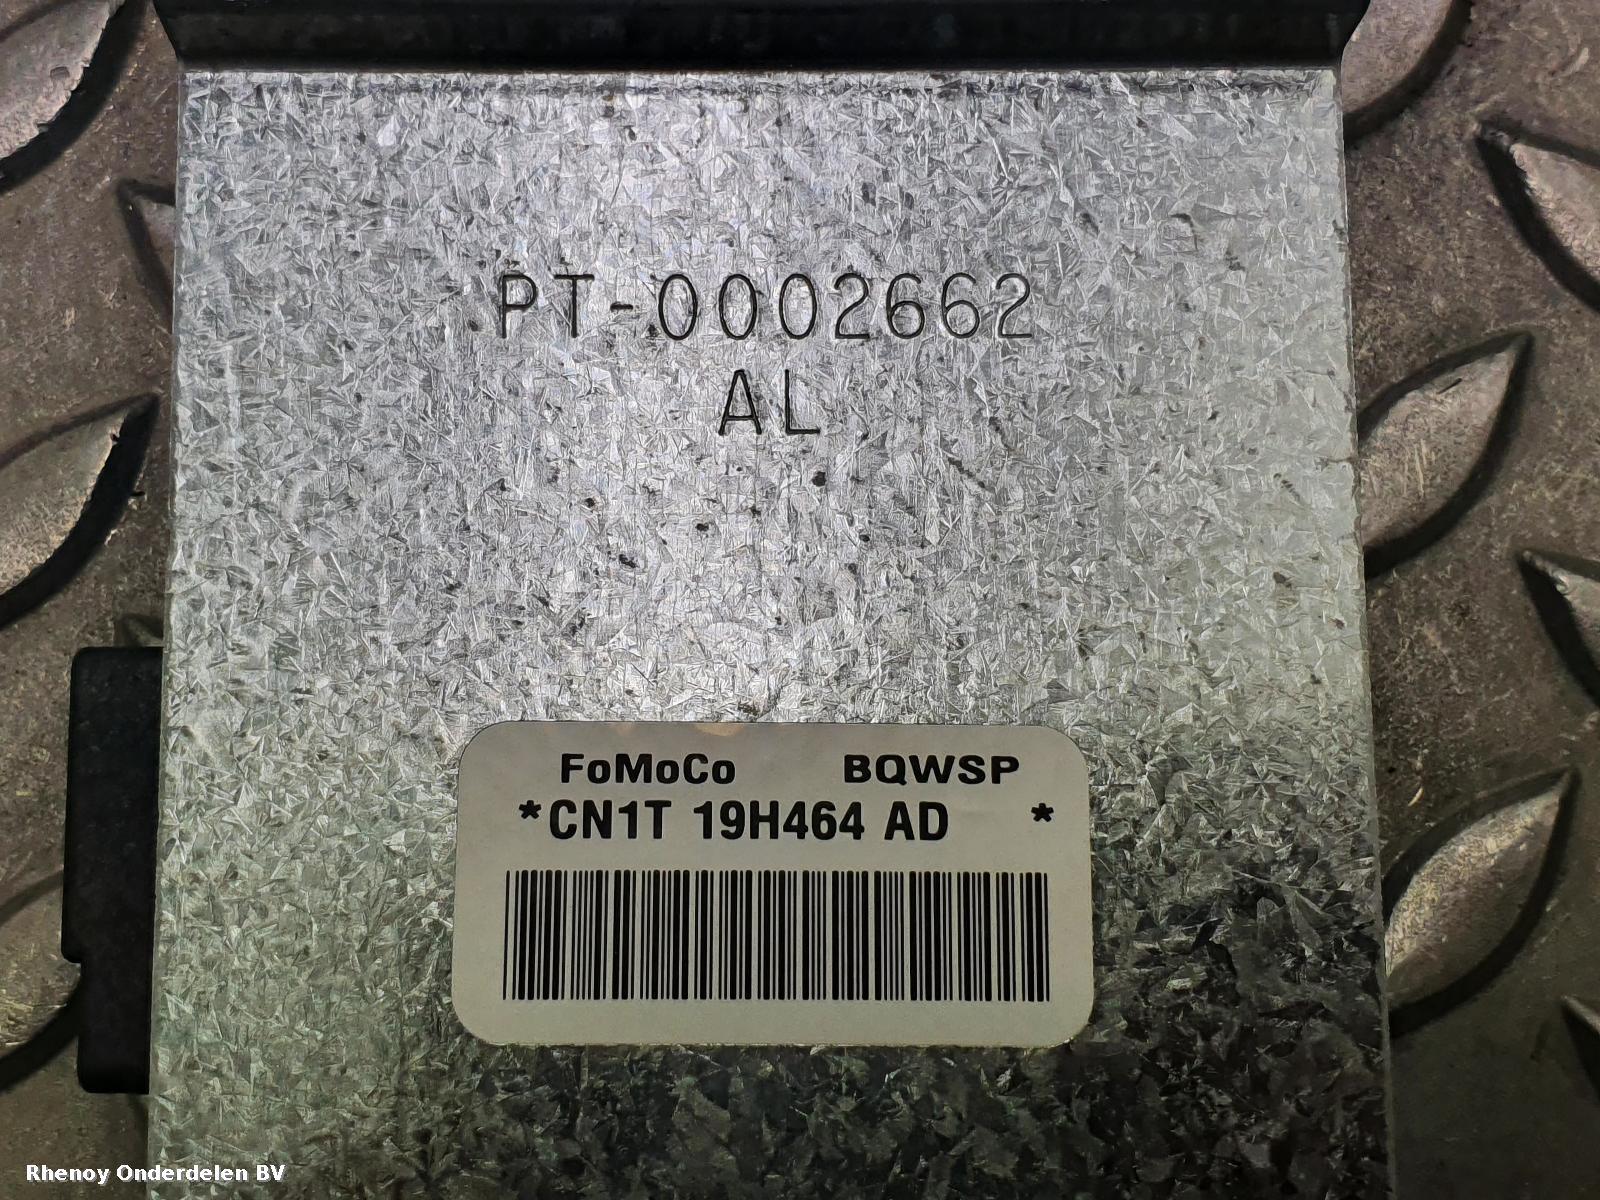 PT-0002662
AL
FoMoCo BQWSP
*CN1T 19H464 AD *
Rhenoy Onderdelen BV